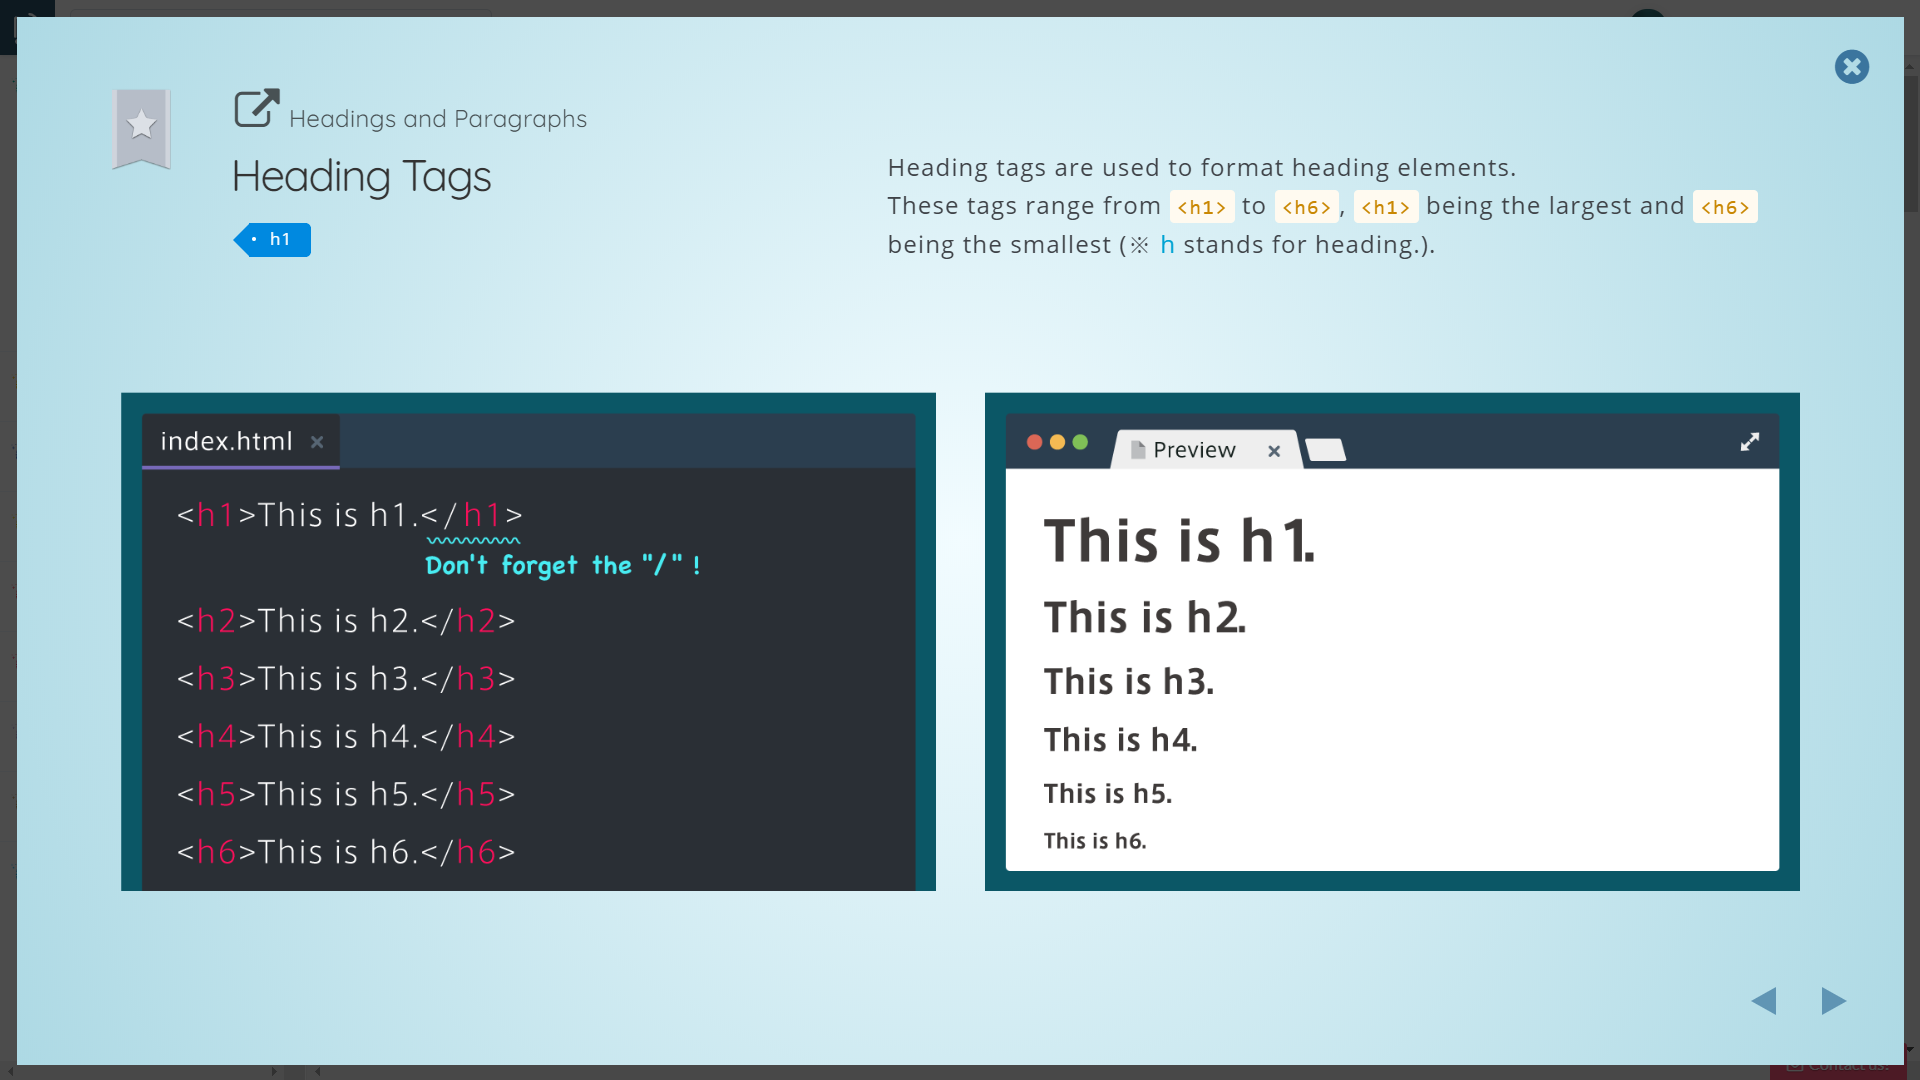 Headings and Paragraphs
Heading Tags
• h1
Heading tags are used to format heading elements.
These tags range from <h1> to <h6>, <h1> being the largest and <h6>
being the smallest (※ h stands for heading.).
index.html ×
<h1>This is h1.</h1>
Don't forget the "/" !
<h2>This is h2.</h2>
<h3>This is h3.</h3>
<h4>This is h4.</h4>
<h5>This is h5.</h5>
<h6>This is h6.</h6>
Preview ×
This is h1.
This is h2.
This is h3.
This is h4.
This is h5.
This is h6.
Contact us!